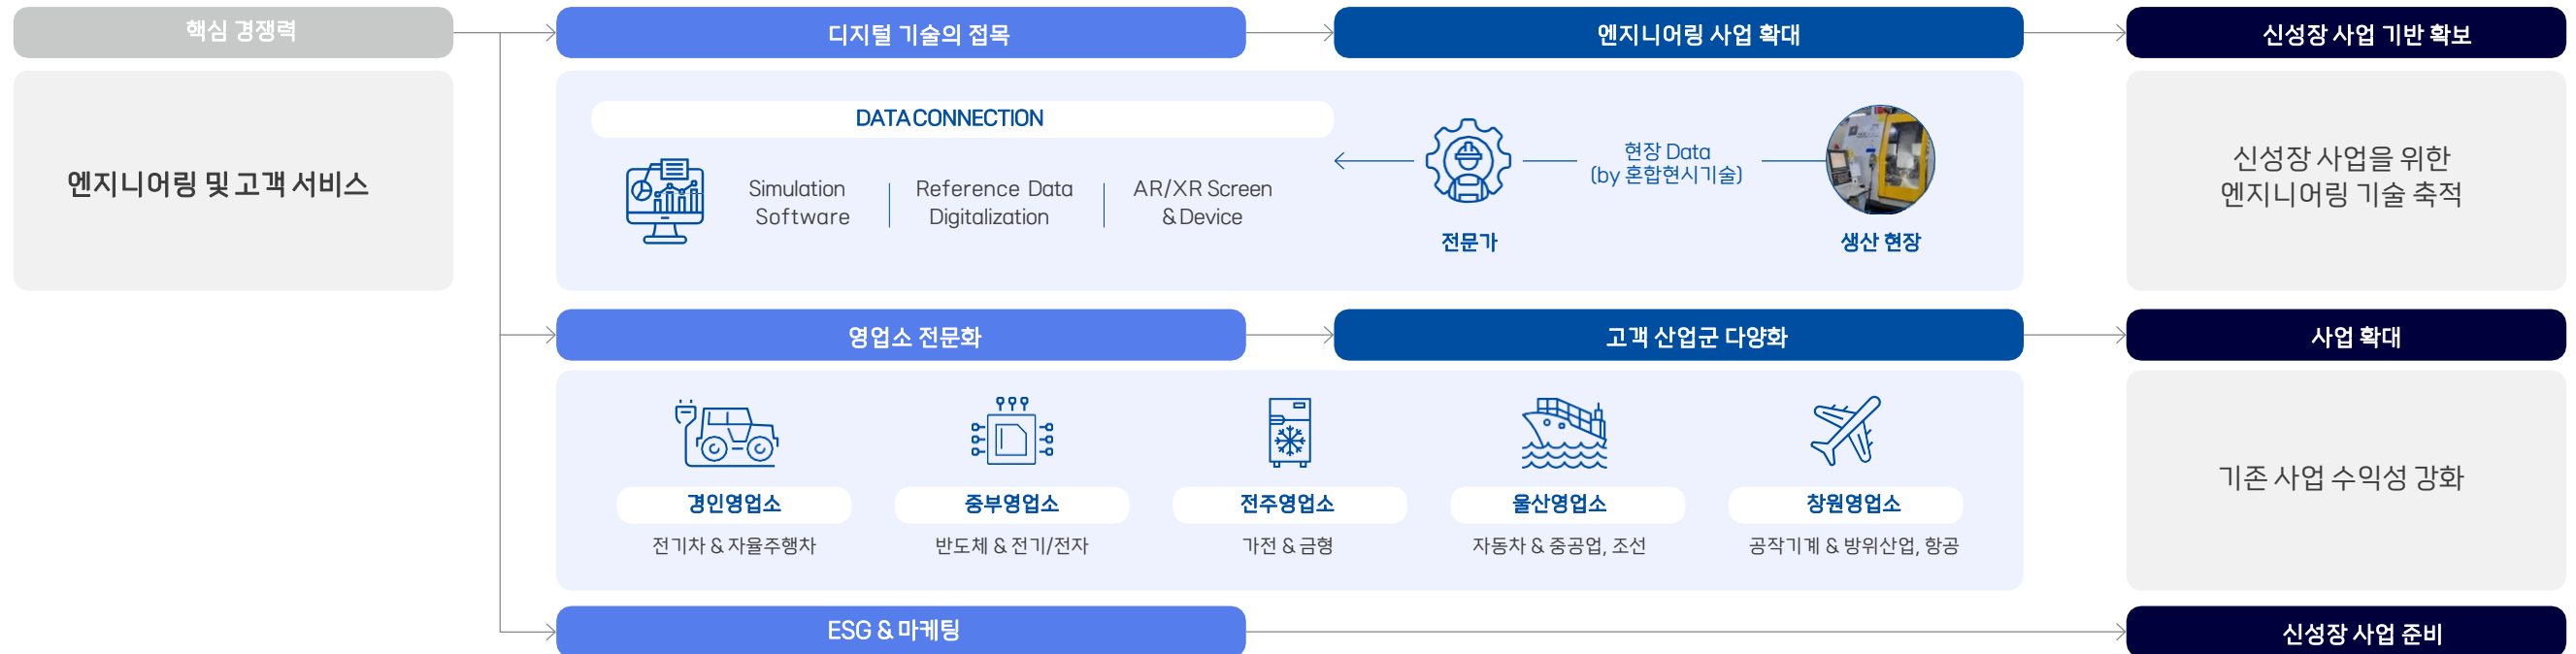 핵심 경쟁력
디지털 기술의 접목
엔지니어링 사업 확대
신성장 사업 기반 확보
엔지니어링 및 고객 서비스
DATA CONNECTION
Simulation
Software
Reference Data
Digitalization
AR/XR Screen
& Device
전문가
현장 Data
(by 혼합현시기술)
생산 현장
신성장 사업을 위한
엔지니어링 기술 축적
영업소 전문화
고객 산업군 다양화
사업 확대
경인영업소
전기차 & 자율주행차
중부영업소
반도체 & 전기/전자
전주영업소
가전 & 금형
울산영업소
자동차 & 중공업, 조선
창원영업소
공작기계 & 방위산업, 항공
기존 사업 수익성 강화
ESG & 마케팅
신성장 사업 준비